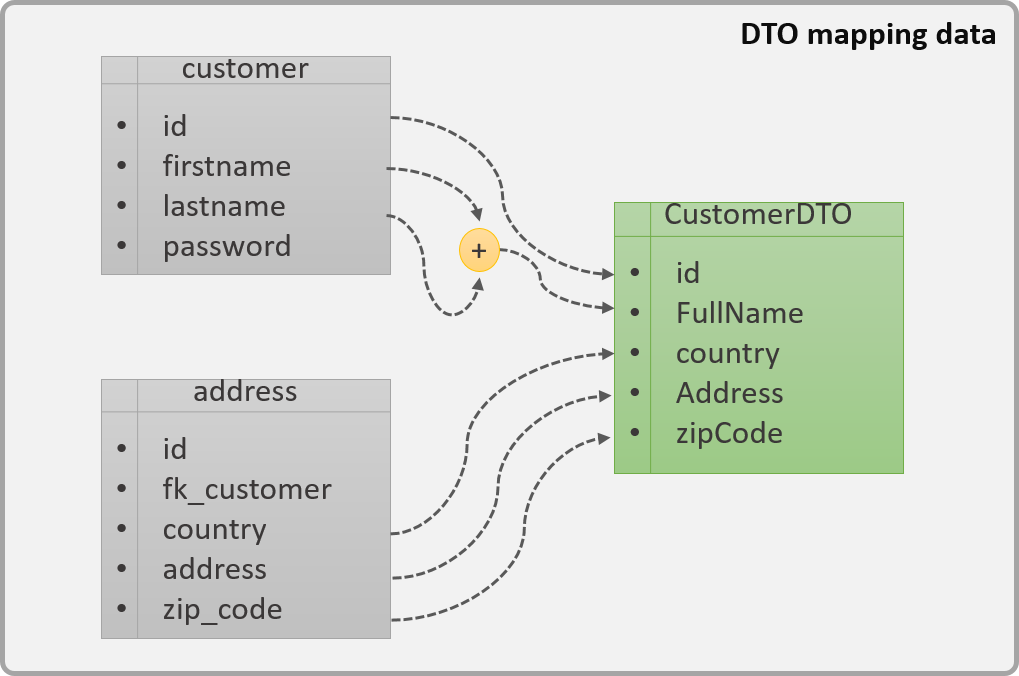 DTO mapping data
customer
• id
• firstname
• lastname
• password
+
CustomerDTO
• id
• FullName
• country
• Address
• zipCode
address
• id
• fk_customer
• country
• address
• zip_code